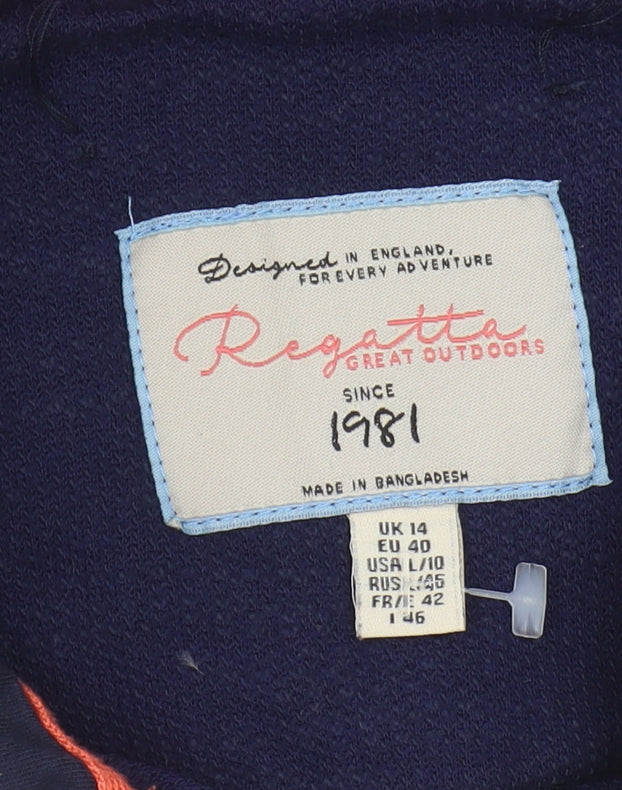 Designed IN ENGLAND,
FOR EVERY ADVENTURE
Regatta
GREAT OUTDOORS
SINCE
1981
MADE IN BANGLADESH
UK 14
EU 40
USA L/10
RUS
FR/E 42
I 46